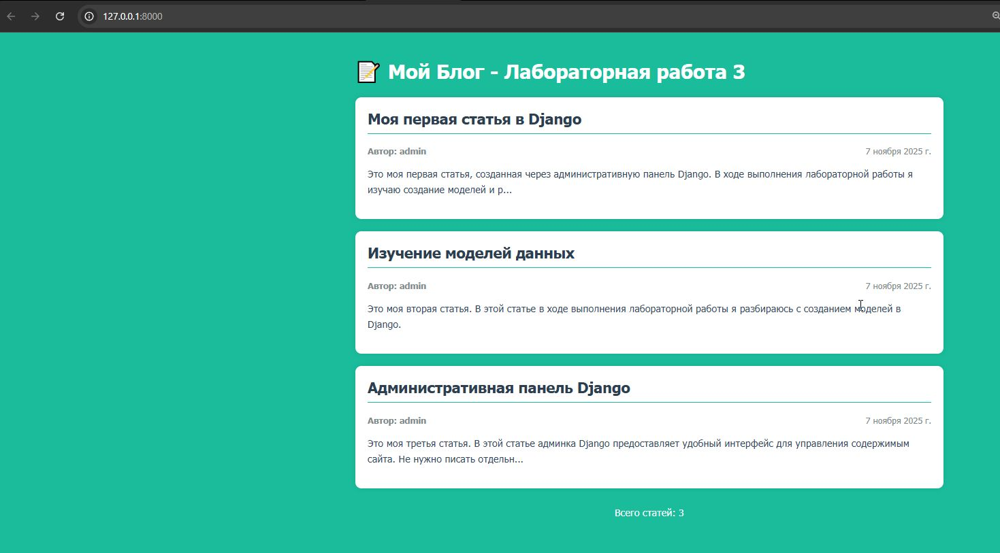 127.0.0.1:8000
Мой Блог - Лабораторная работа 3
Моя первая статья в Django
Автор: admin
7 ноября 2025 г.
Это моя первая статья, созданная через административную панель Django. В ходе выполнения лабораторной работы я
изучаю создание моделей и р...
Изучение моделей данных
Автор: admin
7 ноября 2025 г.
Это моя вторая статья. В этой статье в ходе выполнения лабораторной работы я разбираюсь с созданием моделей в
Django.
Административная панель Django
Автор: admin
7 ноября 2025 г.
Это моя третья статья. В этой статье админка Django предоставляет удобный интерфейс для управления содержимым
сайта. Не нужно писать отдельн...
Всего статей: 3